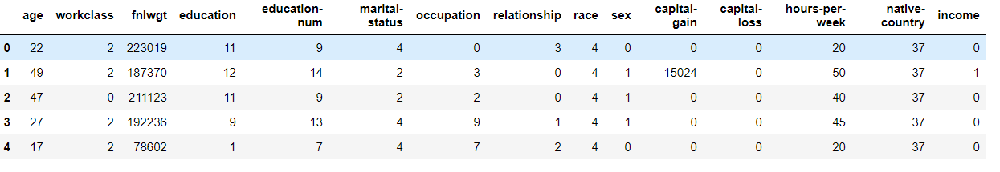 age workclass fnlwgt education education-num marital-status occupation relationship race sex capital-gain capital-loss hours-per-week native-country income
0 22 2 223019 11 9 4 0 3 4 0 0 0 20 37 0
1 49 2 187370 12 14 2 3 0 4 1 15024 0 50 37 1
2 47 0 211123 11 9 2 2 0 4 1 0 0 40 37 0
3 27 2 192236 9 13 4 9 1 4 1 0 0 45 37 0
4 17 2 78602 1 7 4 7 2 4 0 0 0 20 37 0